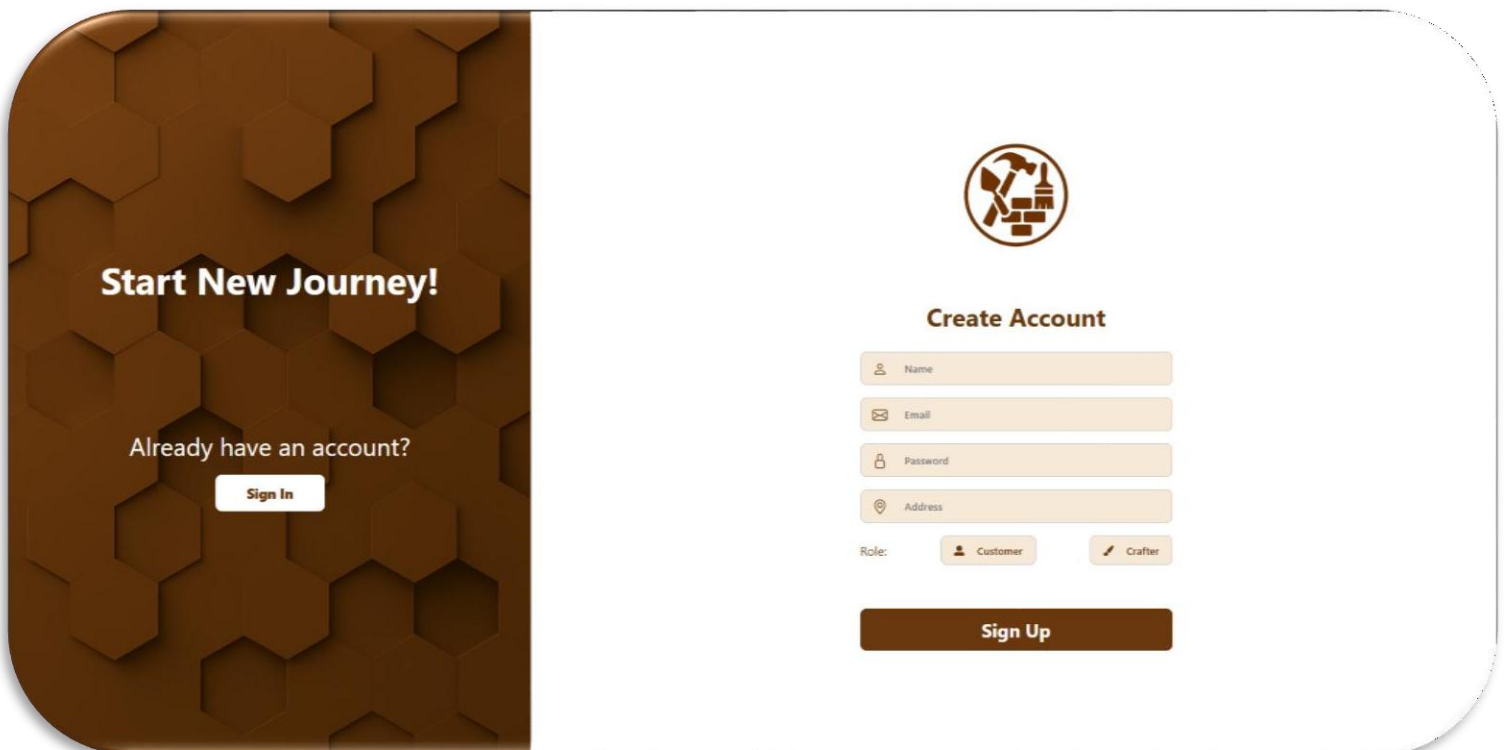 Start New Journey!
Already have an account?
Sign In
Create Account
Name
Email
Password
Address
Role: Customer Crafter
Sign Up